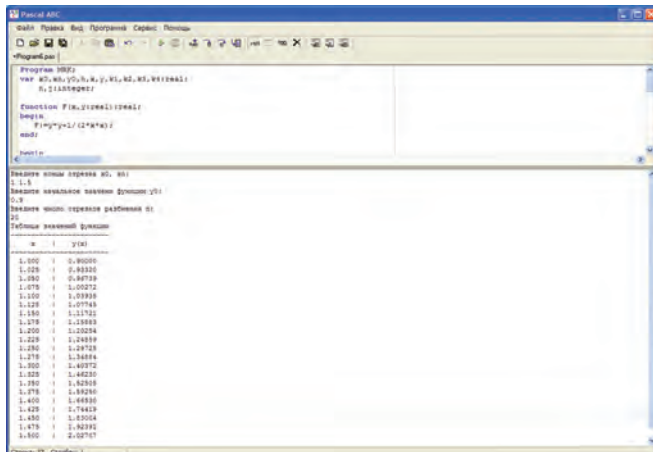 Pascal ABC
Файл Правка Вид Программа Сервис Помощь
•Program6.pas
Program MRK;
var x0,xn,y0,h,x,y,k1,k2,k3,k4:real;
n,j:integer;
function F(x,y:real):real;
begin
F:=y*y+1/(2*x*x);
end;
begin
Введите концы отрезка x0, xn:
1 1.5
Введите начальное значение функции y0:
0.9
Введите число отрезков разбиения n:
20
Таблица значений функции
x | y(x)
1.000 | 0.90000
1.025 | 0.93320
1.050 | 0.96739
1.075 | 1.00272
1.100 | 1.03938
1.125 | 1.07745
1.150 | 1.11721
1.175 | 1.15883
1.200 | 1.20254
1.225 | 1.24859
1.250 | 1.29725
1.275 | 1.34884
1.300 | 1.40372
1.325 | 1.46230
1.350 | 1.52508
1.375 | 1.59250
1.400 | 1.66530
1.425 | 1.74419
1.450 | 1.83004
1.475 | 1.92391
1.500 | 2.02707